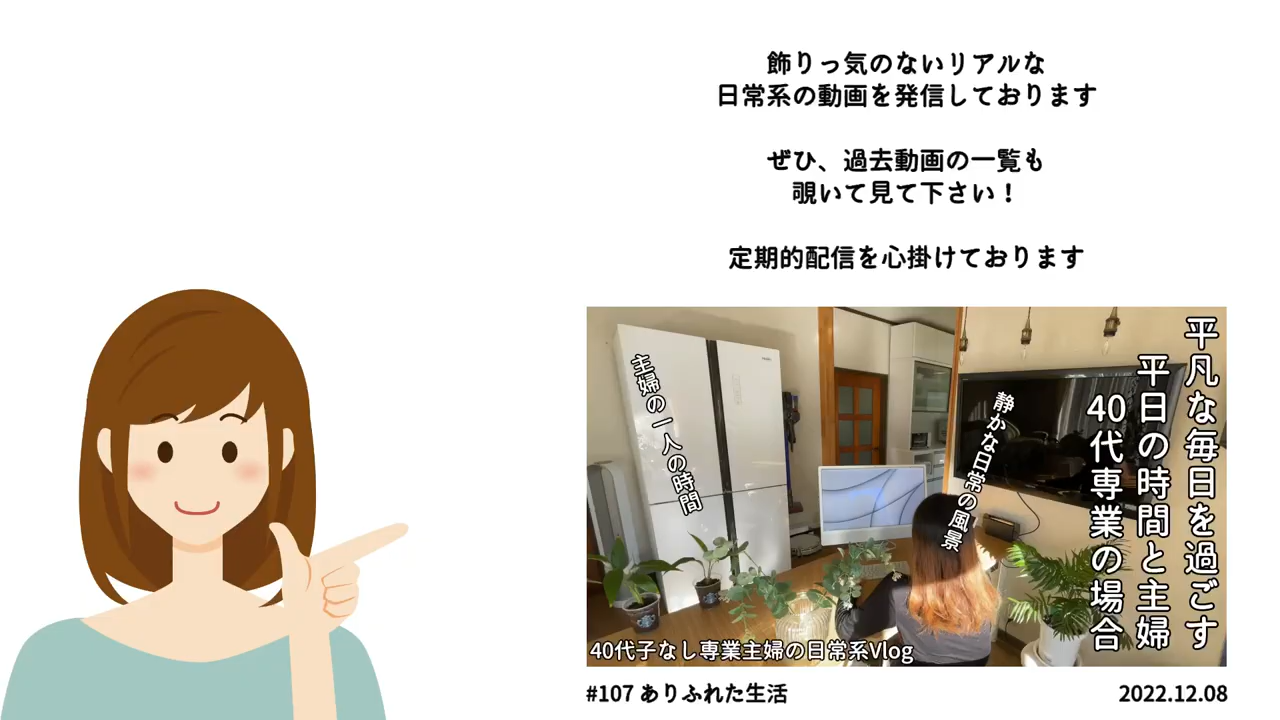 飾りっ気のないリアルな
日常系の動画を発信しております
ぜひ、過去動画の一覧も
覗いて見て下さい！
定期的配信を心掛けております
平凡な毎日を過ごす
平日の時間と主婦
40代専業の場合
主婦の一人の時間
静かな日常の風景
40代子なし専業主婦の日常系Vlog
#107 ありふれた生活
2022.12.08